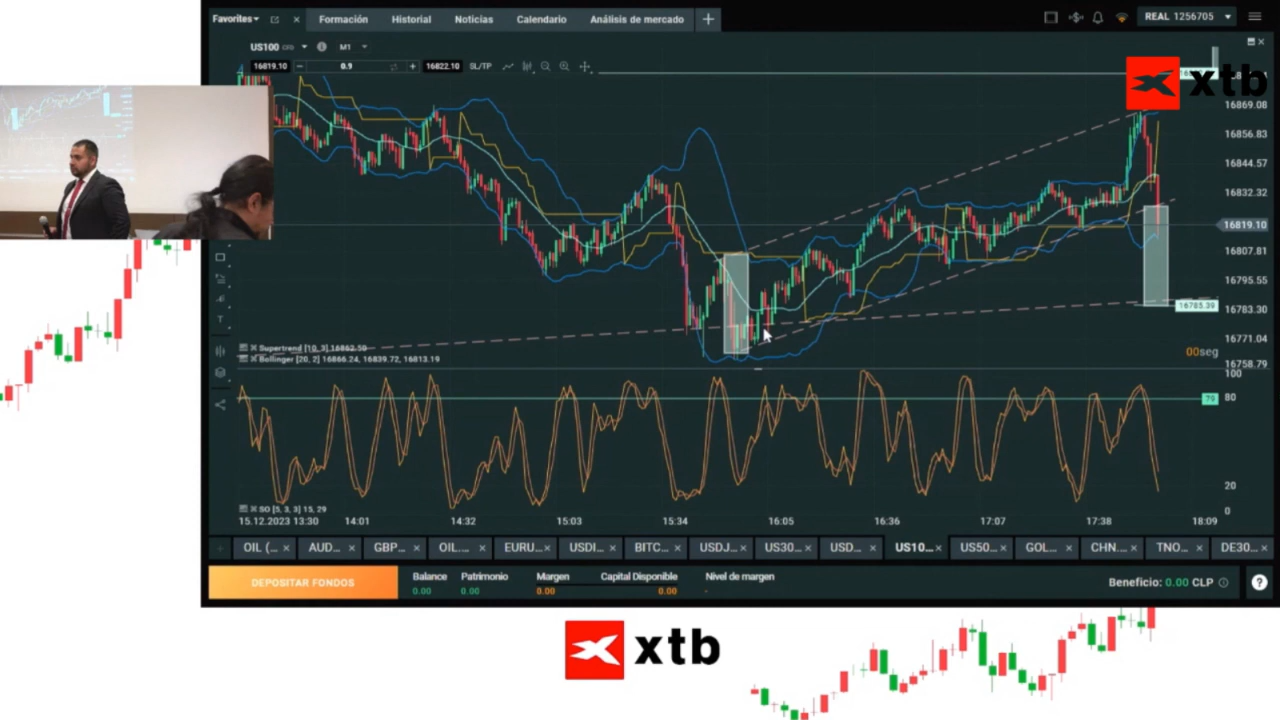 Favorites
Formación
Historial
Noticias
Calendario
Análisis de mercado
REAL 1256705
US100 CFD
M1
16819.10
0.9
16822.10
SL/TP
xtb
16869.08
16856.83
16844.57
16832.32
16819.10
16807.81
16795.55
16785.39
16783.30
16771.04
16758.79
00seg
Supertrend [10, 3] 16862.50
Bollinger [20, 2] 16866.24, 16839.72, 16813.19
100
80
79
20
0
SO [5, 3, 3] 15, 29
15.12.2023 13:30
14:01
14:32
15:03
15:34
16:05
16:36
17:07
17:38
18:09
OIL (...
AUD...
GBP...
OIL....
EURU...
USDI...
BITC...
USDJ...
US30...
USD...
US10...
US50...
GOL...
CHN....
TNO...
DE30...
DEPOSITAR FONDOS
Balance
0.00
Patrimonio
0.00
Margen
0.00
Capital Disponible
0.00
Nivel de margen
-
Beneficio: 0.00 CLP
xtb